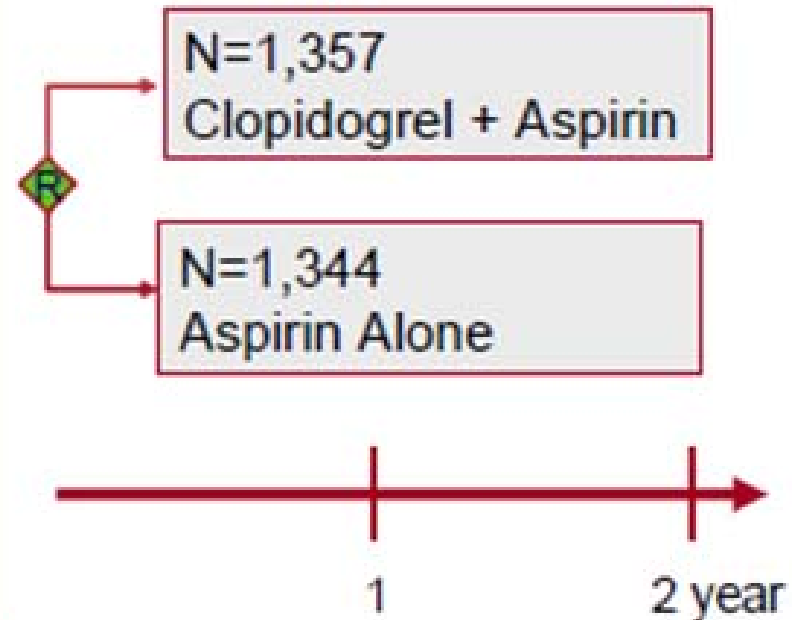 N=1,357
Clopidogrel + Aspirin
R
N=1,344
Aspirin Alone
1
2 year